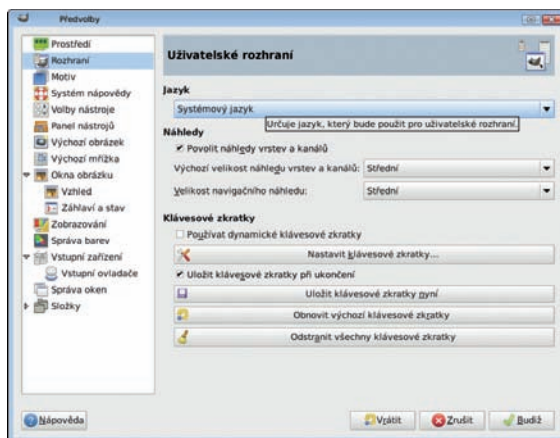 Předvolby
Prostředí
Rozhraní
Motiv
Systém nápovědy
Volby nástroje
Panel nástrojů
Výchozí obrázek
Výchozí mřížka
Okna obrázku
Vzhled
Záhlaví a stav
Zobrazování
Správa barev
Vstupní zařízení
Vstupní ovladače
Správa oken
Složky
Uživatelské rozhraní
Jazyk
Systémový jazyk
Určuje jazyk, který bude použit pro uživatelské rozhraní.
Náhledy
Povolit náhledy vrstev a kanálů
Výchozí velikost náhledu vrstev a kanálů: Střední
Velikost navigačního náhledu: Střední
Klávesové zkratky
Používat dynamické klávesové zkratky
Nastavit klávesové zkratky...
Uložit klávesové zkratky při ukončení
Uložit klávesové zkratky nyní
Obnovit výchozí klávesové zkratky
Odstranit všechny klávesové zkratky
Nápověda
Vrátit
Zrušit
Budiž